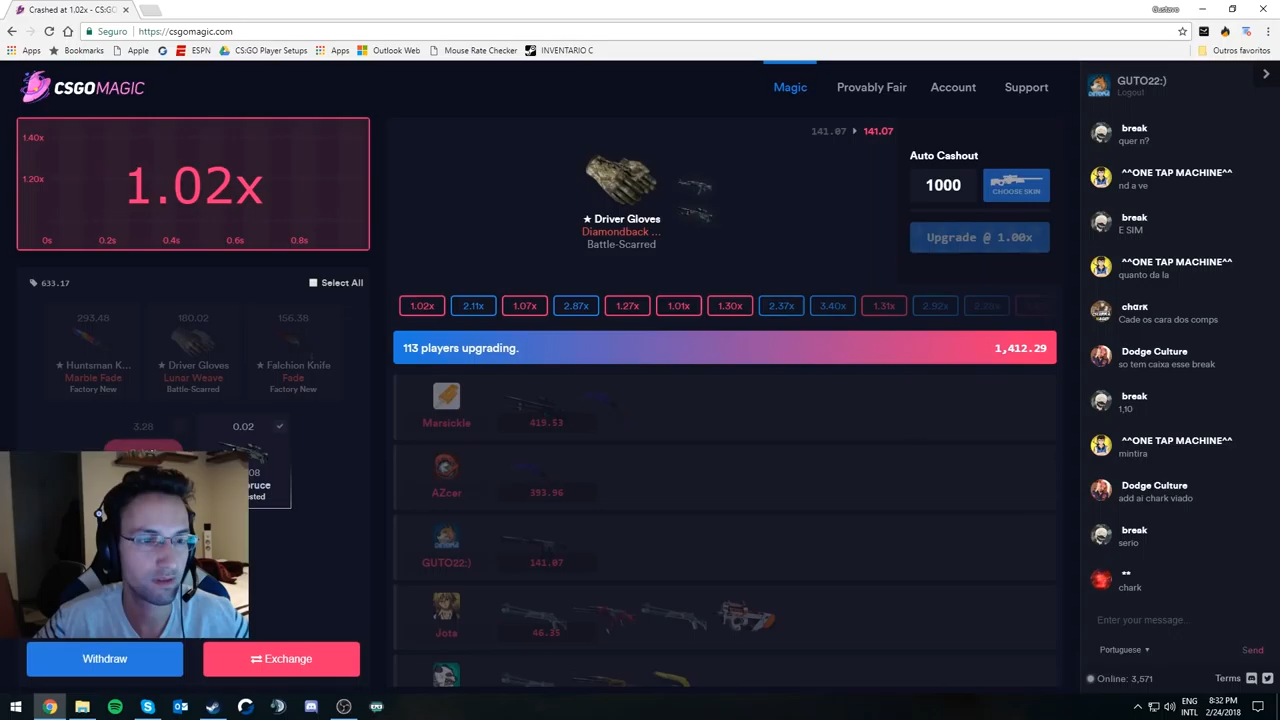 Crashed at 1.02x - CS:GO
Gustavo
Seguro
https://csgomagic.com
Apps
Bookmarks
Apple
ESPN
CS:GO Player Setups
Apps
Outlook Web
Mouse Rate Checker
INVENTARIO C
Outros favoritos
CSGOMAGIC
Magic
Provably Fair
Account
Support
1.40x
1.20x
1.02x
0s 0.2s 0.4s 0.6s 0.8s
141.07 141.07
★ Driver Gloves
Diamondback ...
Battle-Scarred
Auto Cashout
1000
CHOOSE SKIN
Upgrade @ 1.00x
633.17
Select All
293.48
★ Huntsman K...
Marble Fade
Factory New
180.02
★ Driver Gloves
Lunar Weave
Battle-Scarred
156.38
★ Falchion Knife
Fade
Factory New
3.28
0.02
08
pruce
ested
Withdraw
Exchange
1.02x 2.11x 1.07x 2.87x 1.27x 1.01x 1.30x 2.37x 3.40x 1.31x 2.92x
113 players upgrading.
1,412.29
Marsickle
419.53
AZcer
393.96
GUTO22:)
141.07
Jota
46.35
GUTO22:)
Logout
break
quer n?
^^ONE TAP MACHINE^^
nd a ve
break
E SIM
^^ONE TAP MACHINE^^
quanto da la
chαrк
Cade os cara dos comps
Dodge Culture
so tem caixa esse break
break
1,10
^^ONE TAP MACHINE^^
mintira
Dodge Culture
add ai chark viado
break
serio
**
chark
Enter your message...
Portuguese
Send
Online: 3,571
Terms
ENG
INTL
8:32 PM
2/24/2018